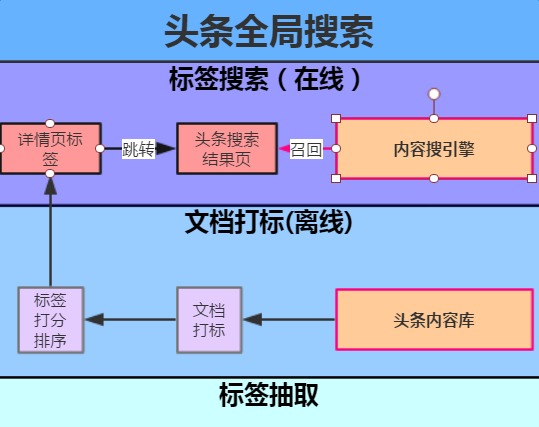 头条全局搜索
标签搜索（在线）
详情页标
签
跳转
头条搜索
结果页
召回
内容搜引擎
文档打标(离线)
标签
打分
排序
文档
打标
头条内容库
标签抽取